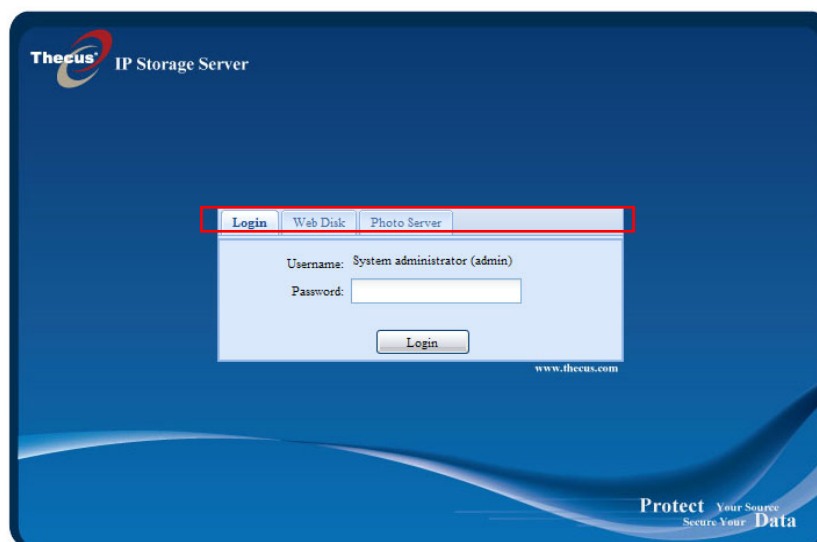 Thecus
IP Storage Server
Login Web Disk Photo Server
Username: System administrator (admin)
Password:
Login
www.thecus.com
Protect Your Source
Secure Your Data